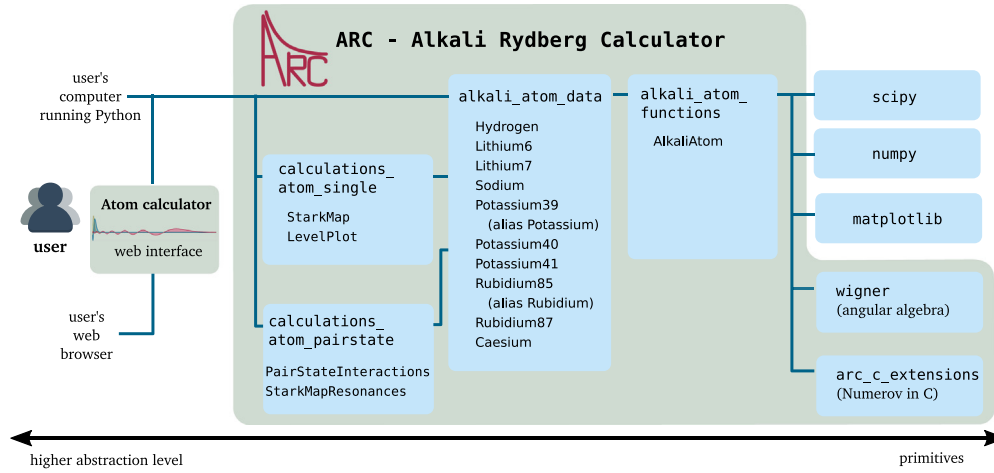 ARC
ARC - Alkali Rydberg Calculator
user's
computer
running Python
user
Atom calculator
web interface
user's
web
browser
calculations_
atom_single
StarkMap
LevelPlot
calculations_
atom_pairstate
PairStateInteractions
StarkMapResonances
alkali_atom_data
Hydrogen
Lithium6
Lithium7
Sodium
Potassium39
(alias Potassium)
Potassium40
Potassium41
Rubidium85
(alias Rubidium)
Rubidium87
Caesium
alkali_atom_
functions
AlkaliAtom
scipy
numpy
matplotlib
wigner
(angular algebra)
arc_c_extensions
(Numerov in C)
higher abstraction level
primitives